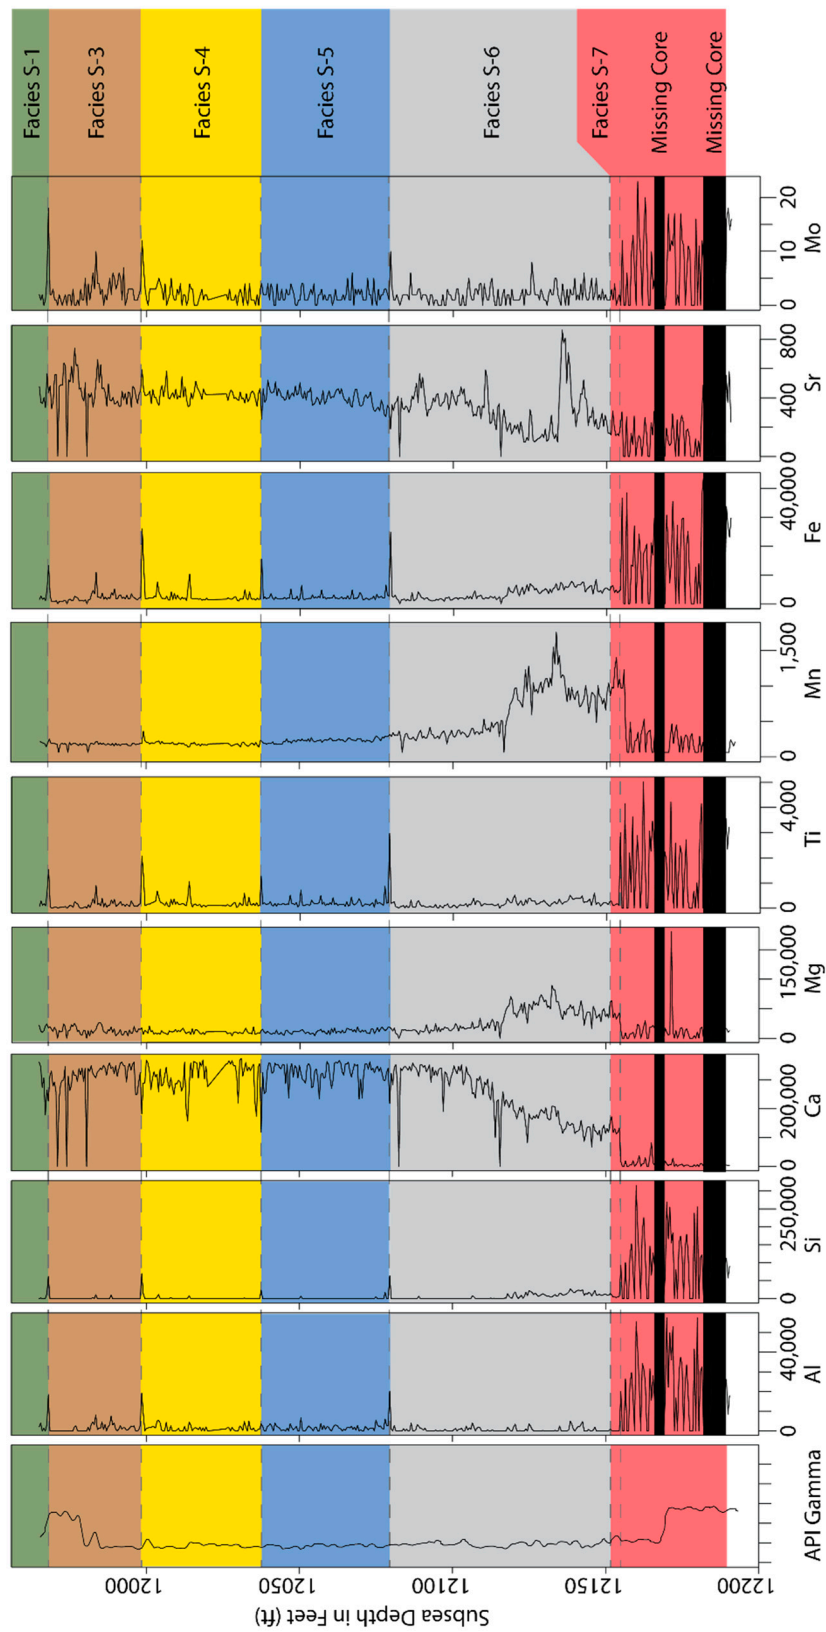 Facies S-1
Facies S-3
Facies S-4
Facies S-5
Facies S-6
Facies S-7
Missing Core
Missing Core
0 10 20
Mo
0 400 800
Sr
0 40,0000
Fe
0 1,500
Mn
0 4,000
Ti
0 150,000
Mg
0 200,000
Ca
0 250,000
Si
0 40,000
Al
API Gamma
12000
12050
12100
12150
12200
Subsea Depth in Feet (ft)